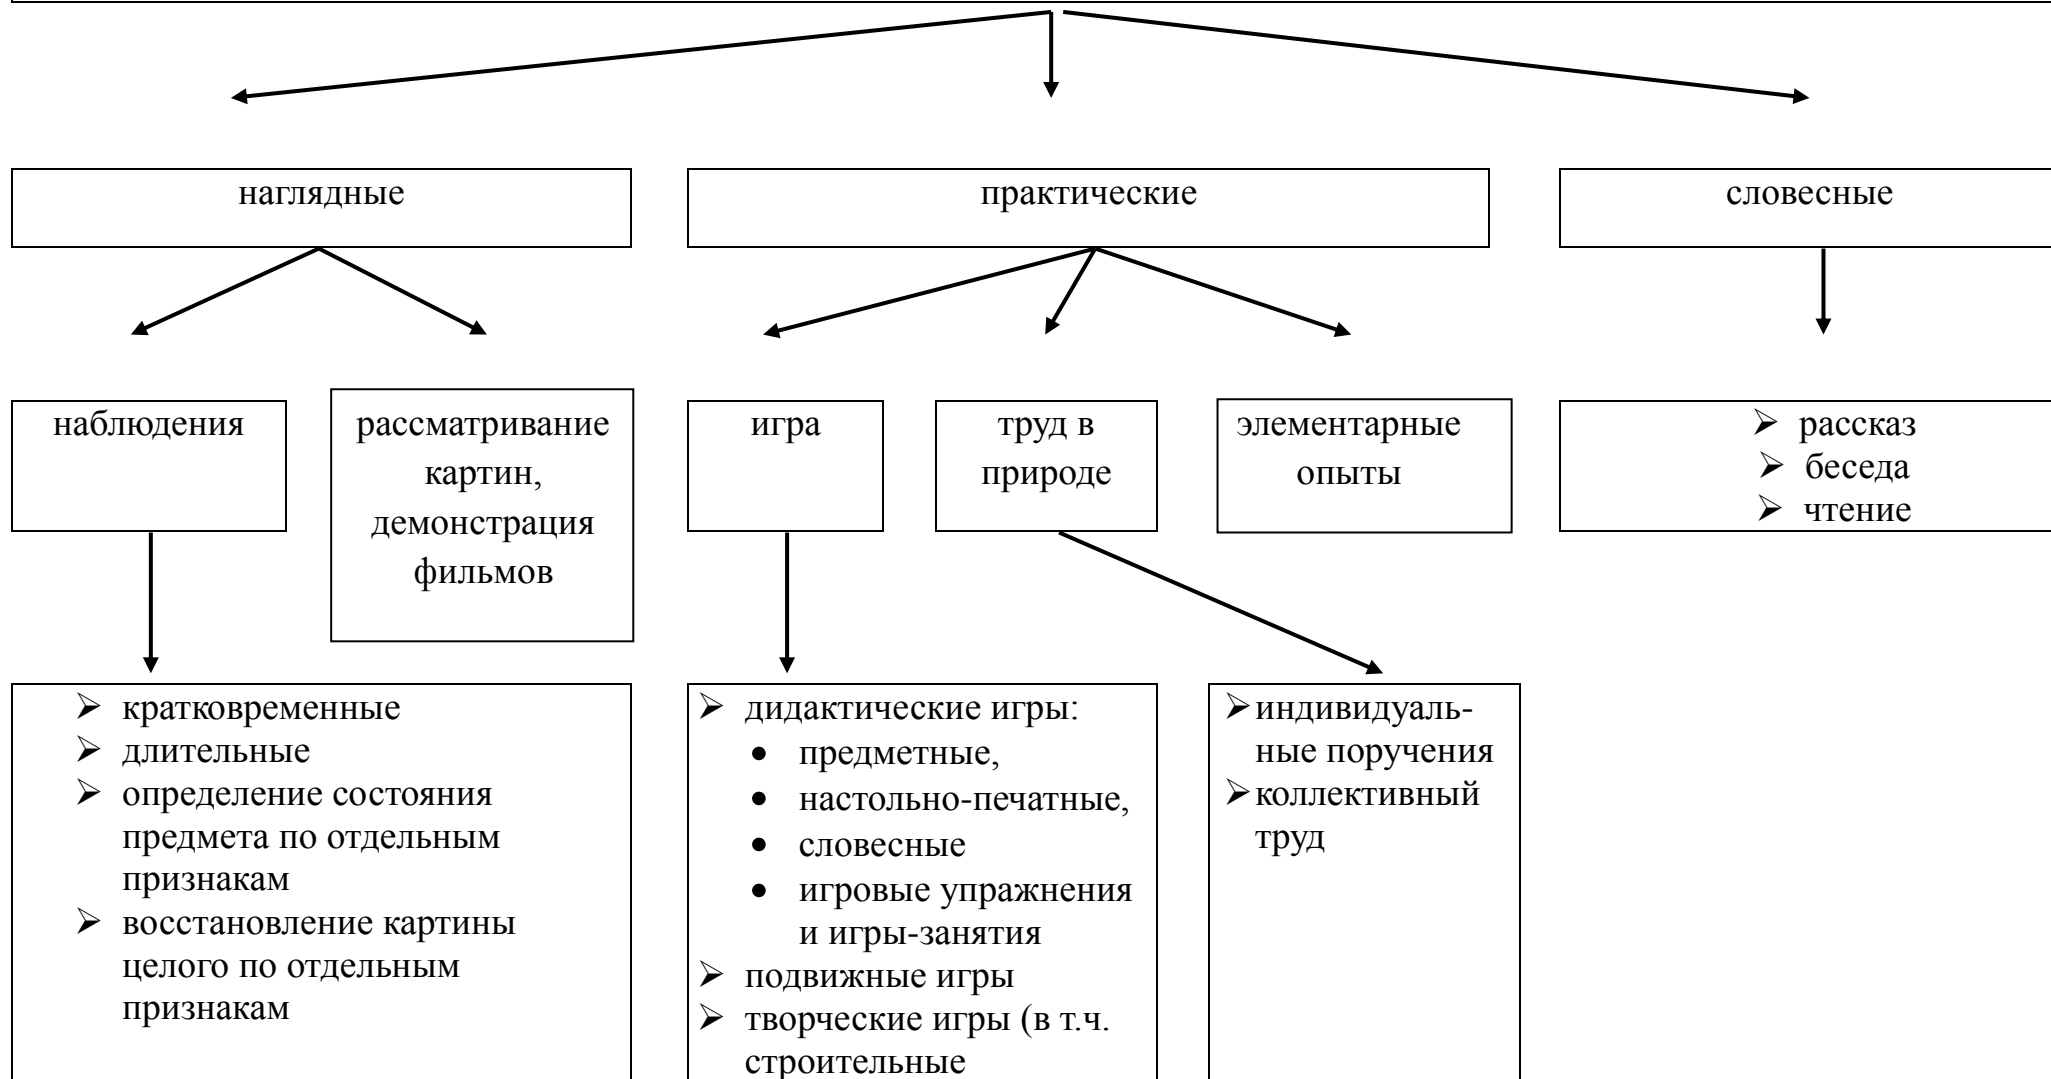 наглядные
практические
словесные
наблюдения
рассматривание
картин,
демонстрация
фильмов
игра
труд в
природе
элементарные
опыты
➢ рассказ
➢ беседа
➢ чтение
➢ кратковременные
➢ длительные
➢ определение состояния
предмета по отдельным
признакам
➢ восстановление картины
целого по отдельным
признакам
➢ дидактические игры:
• предметные,
• настольно-печатные,
• словесные
• игровые упражнения
и игры-занятия
➢ подвижные игры
➢ творческие игры (в т.ч.
строительные
➢ индивидуаль-
ные поручения
➢ коллективный
труд